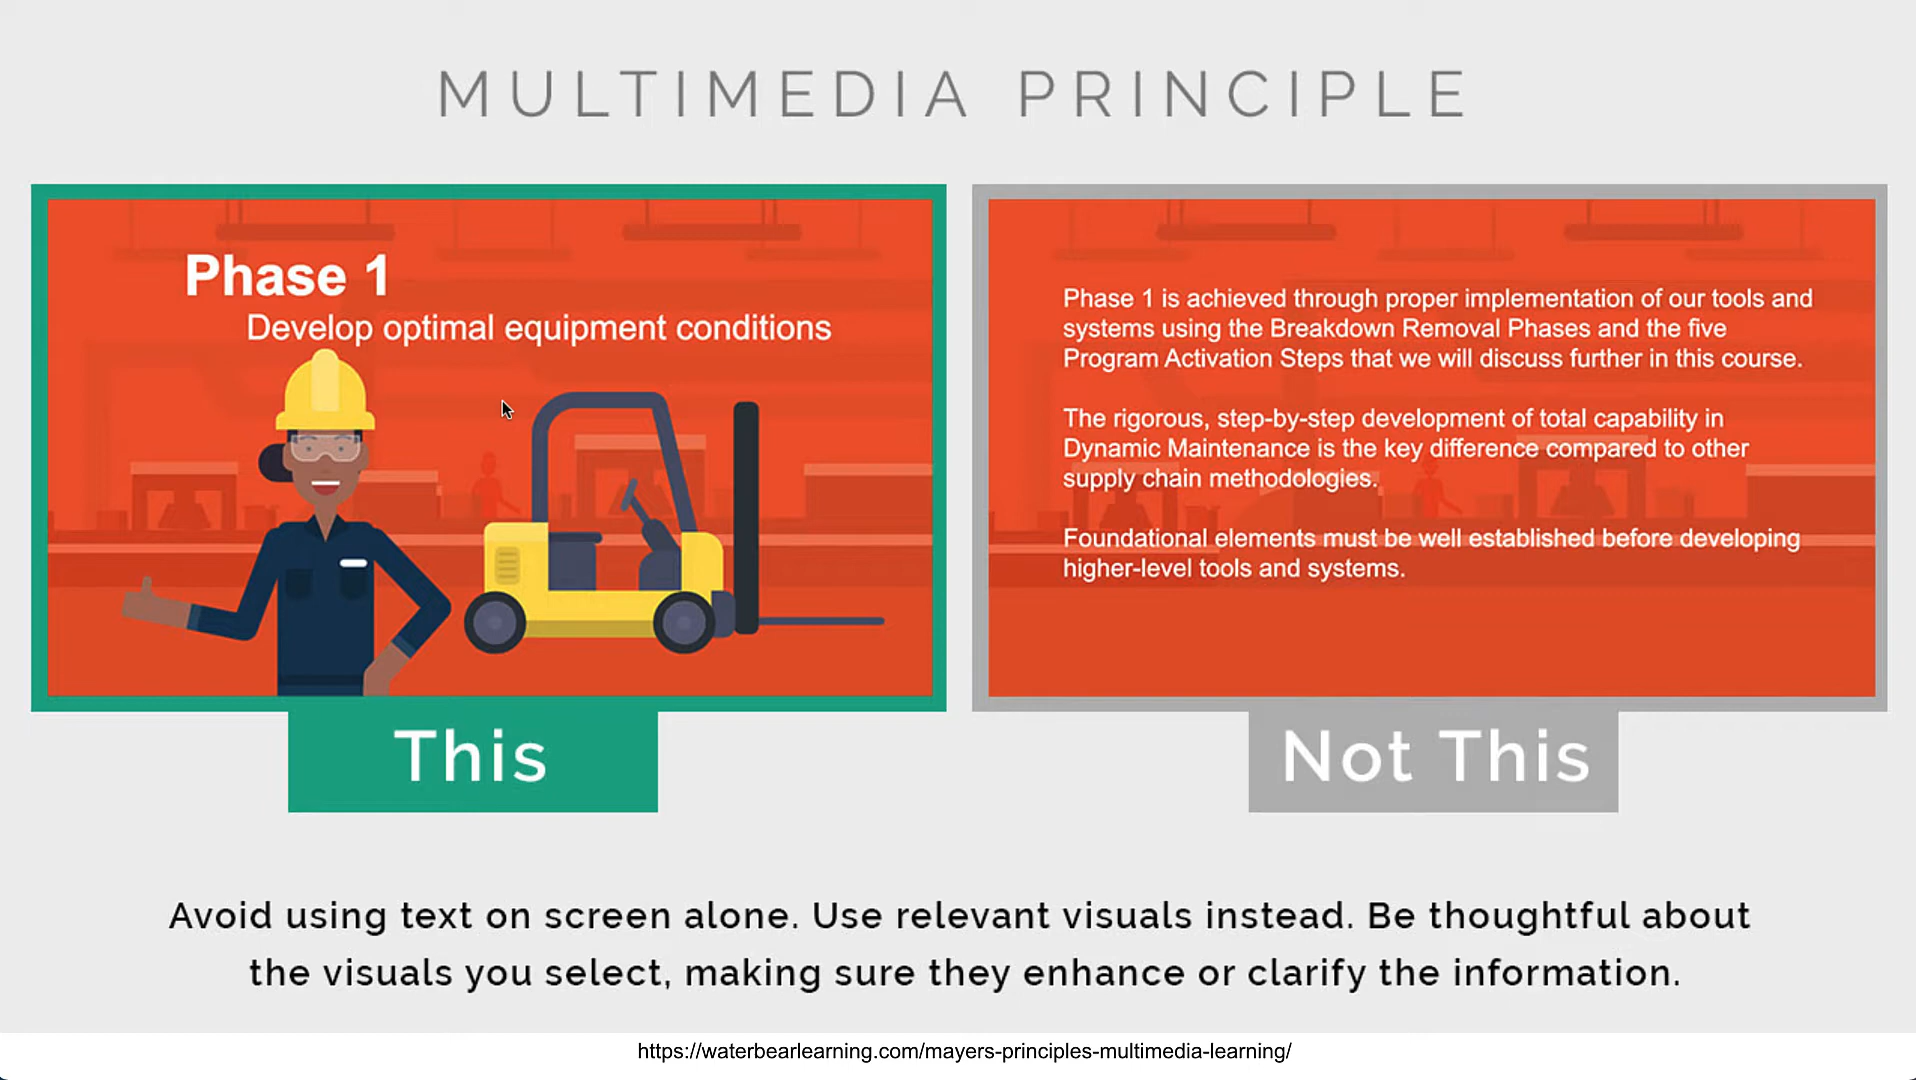 MULTIMEDIA PRINCIPLE
Phase 1
Develop optimal equipment conditions
This
Phase 1 is achieved through proper implementation of our tools and
systems using the Breakdown Removal Phases and the five
Program Activation Steps that we will discuss further in this course.
The rigorous, step-by-step development of total capability in
Dynamic Maintenance is the key difference compared to other
supply chain methodologies.
Foundational elements must be well established before developing
higher-level tools and systems.
Not This
Avoid using text on screen alone. Use relevant visuals instead. Be thoughtful about
the visuals you select, making sure they enhance or clarify the information.
https://waterbearlearning.com/mayers-principles-multimedia-learning/